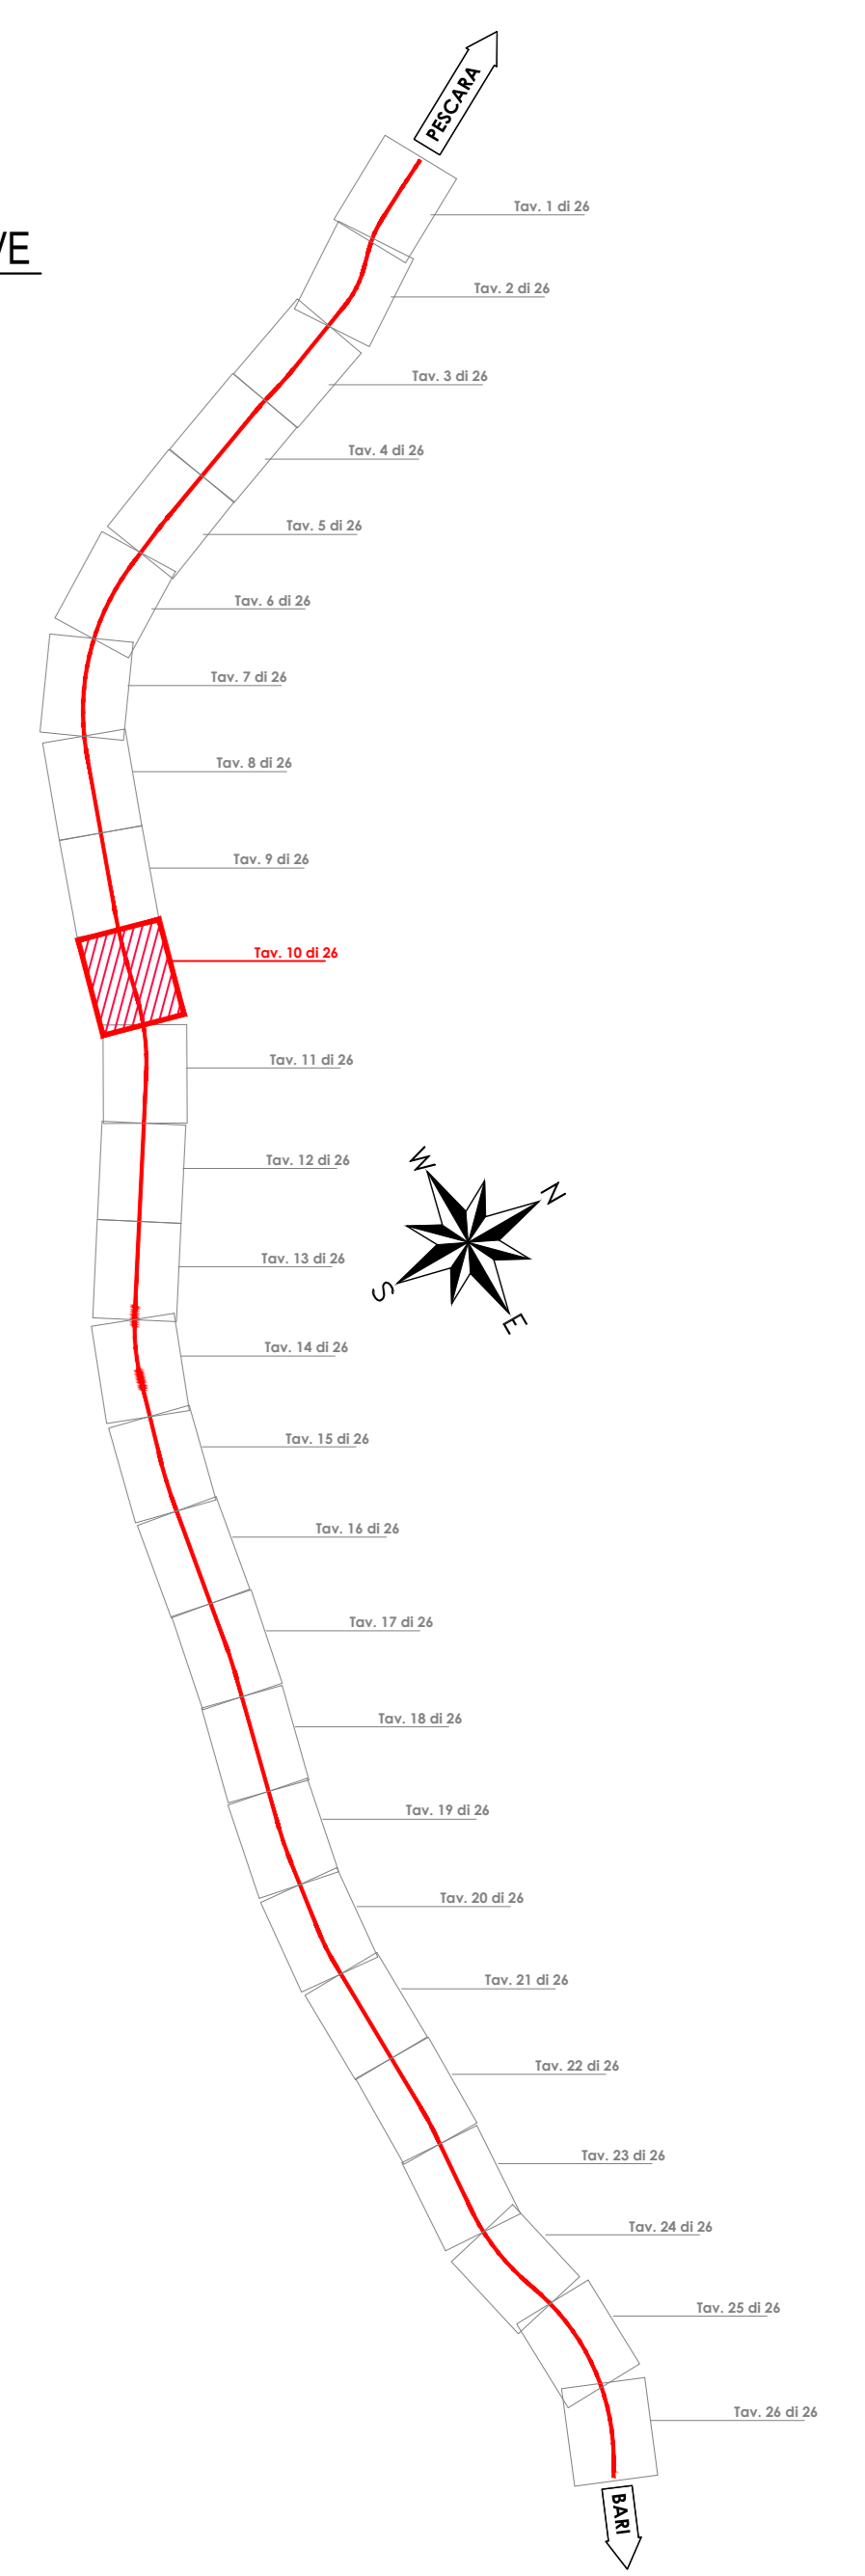 PESCARA
Tav. 1 di 26
VE
Tav. 2 di 26
Tav. 3 di 26
Tav. 4 di 26
Tav. 5 di 26
Tav. 6 di 26
Tav. 7 di 26
Tav. 8 di 26
Tav. 9 di 26
Tav. 10 di 26
Tav. 11 di 26
Tav. 12 di 26
W
N
S
E
Tav. 13 di 26
Tav. 14 di 26
Tav. 15 di 26
Tav. 16 di 26
Tav. 17 di 26
Tav. 18 di 26
Tav. 19 di 26
Tav. 20 di 26
Tav. 21 di 26
Tav. 22 di 26
Tav. 23 di 26
Tav. 24 di 26
Tav. 25 di 26
Tav. 26 di 26
BARI